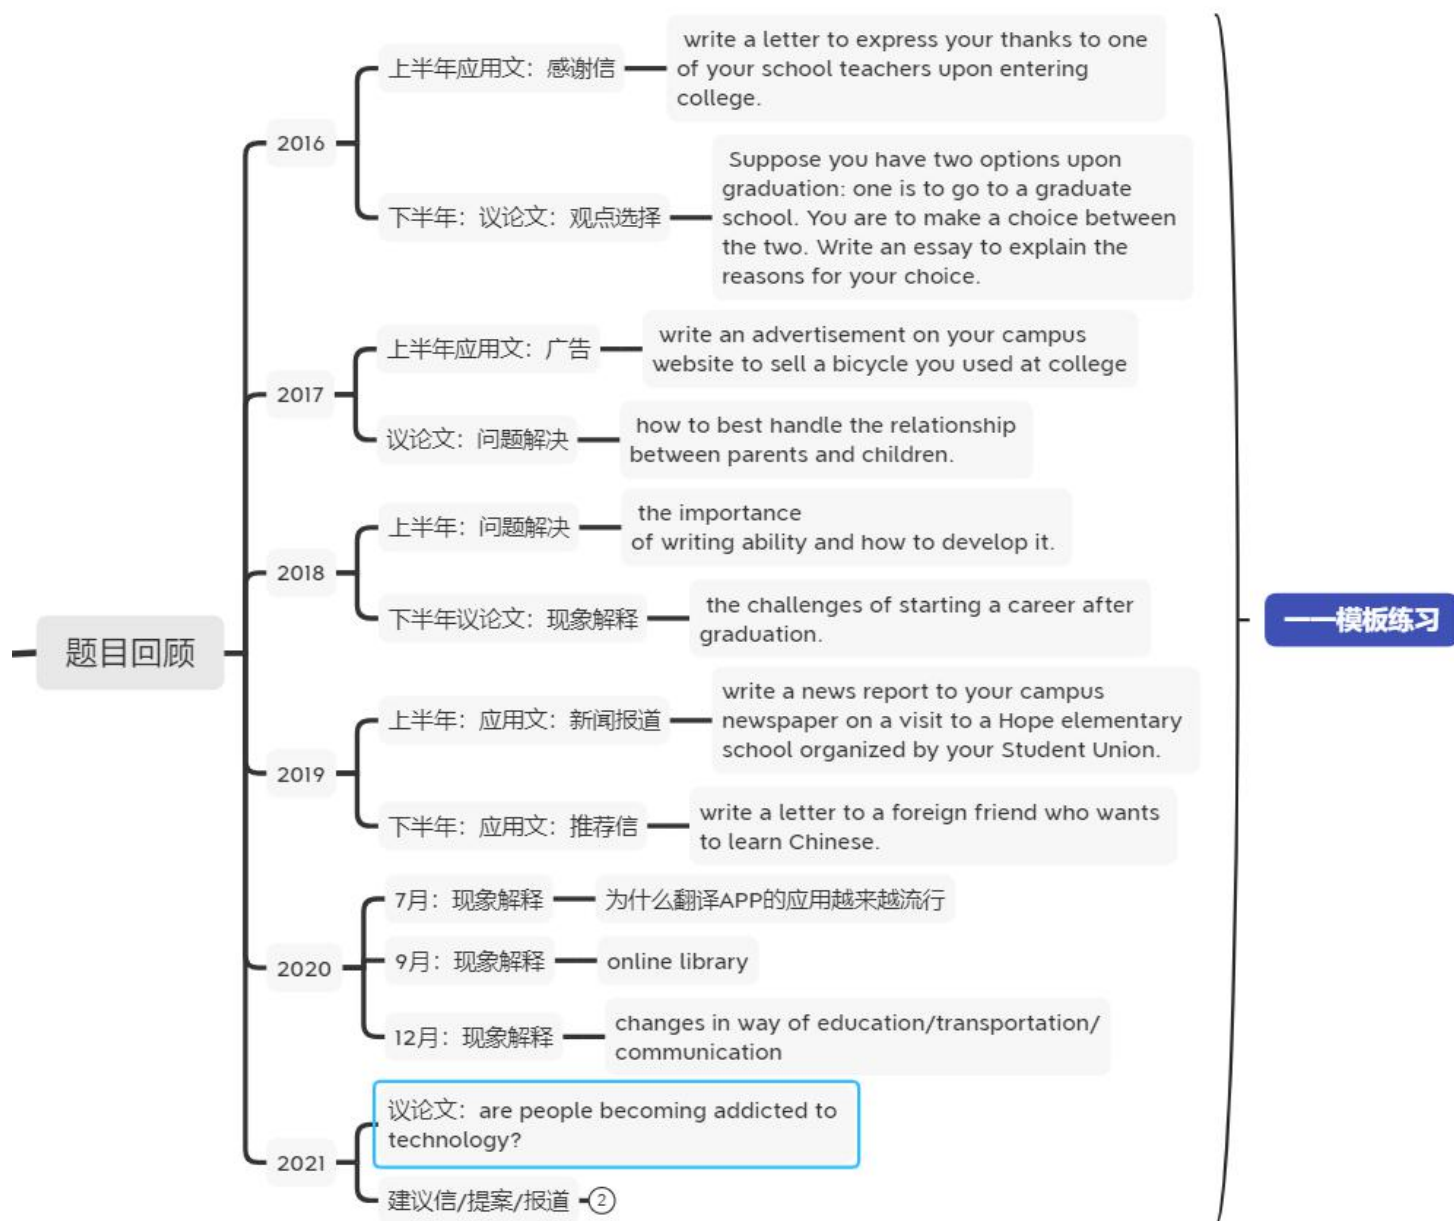 题目回顾
2016
上半年应用文：感谢信
write a letter to express your thanks to one
of your school teachers upon entering
college.
下半年：议论文：观点选择
Suppose you have two options upon
graduation: one is to go to a graduate
school. You are to make a choice between
the two. Write an essay to explain the
reasons for your choice.
2017
上半年应用文：广告
write an advertisement on your campus
website to sell a bicycle you used at college
议论文：问题解决
how to best handle the relationship
between parents and children.
2018
上半年：问题解决
the importance
of writing ability and how to develop it.
下半年议论文：现象解释
the challenges of starting a career after
graduation.
2019
上半年：应用文：新闻报道
write a news report to your campus
newspaper on a visit to a Hope elementary
school organized by your Student Union.
下半年：应用文：推荐信
write a letter to a foreign friend who wants
to learn Chinese.
2020
7月：现象解释
为什么翻译APP的应用越来越流行
9月：现象解释
online library
12月：现象解释
changes in way of education/transportation/
communication
2021
议论文：are people becoming addicted to
technology?
建议信/提案/报道
2
——模板练习